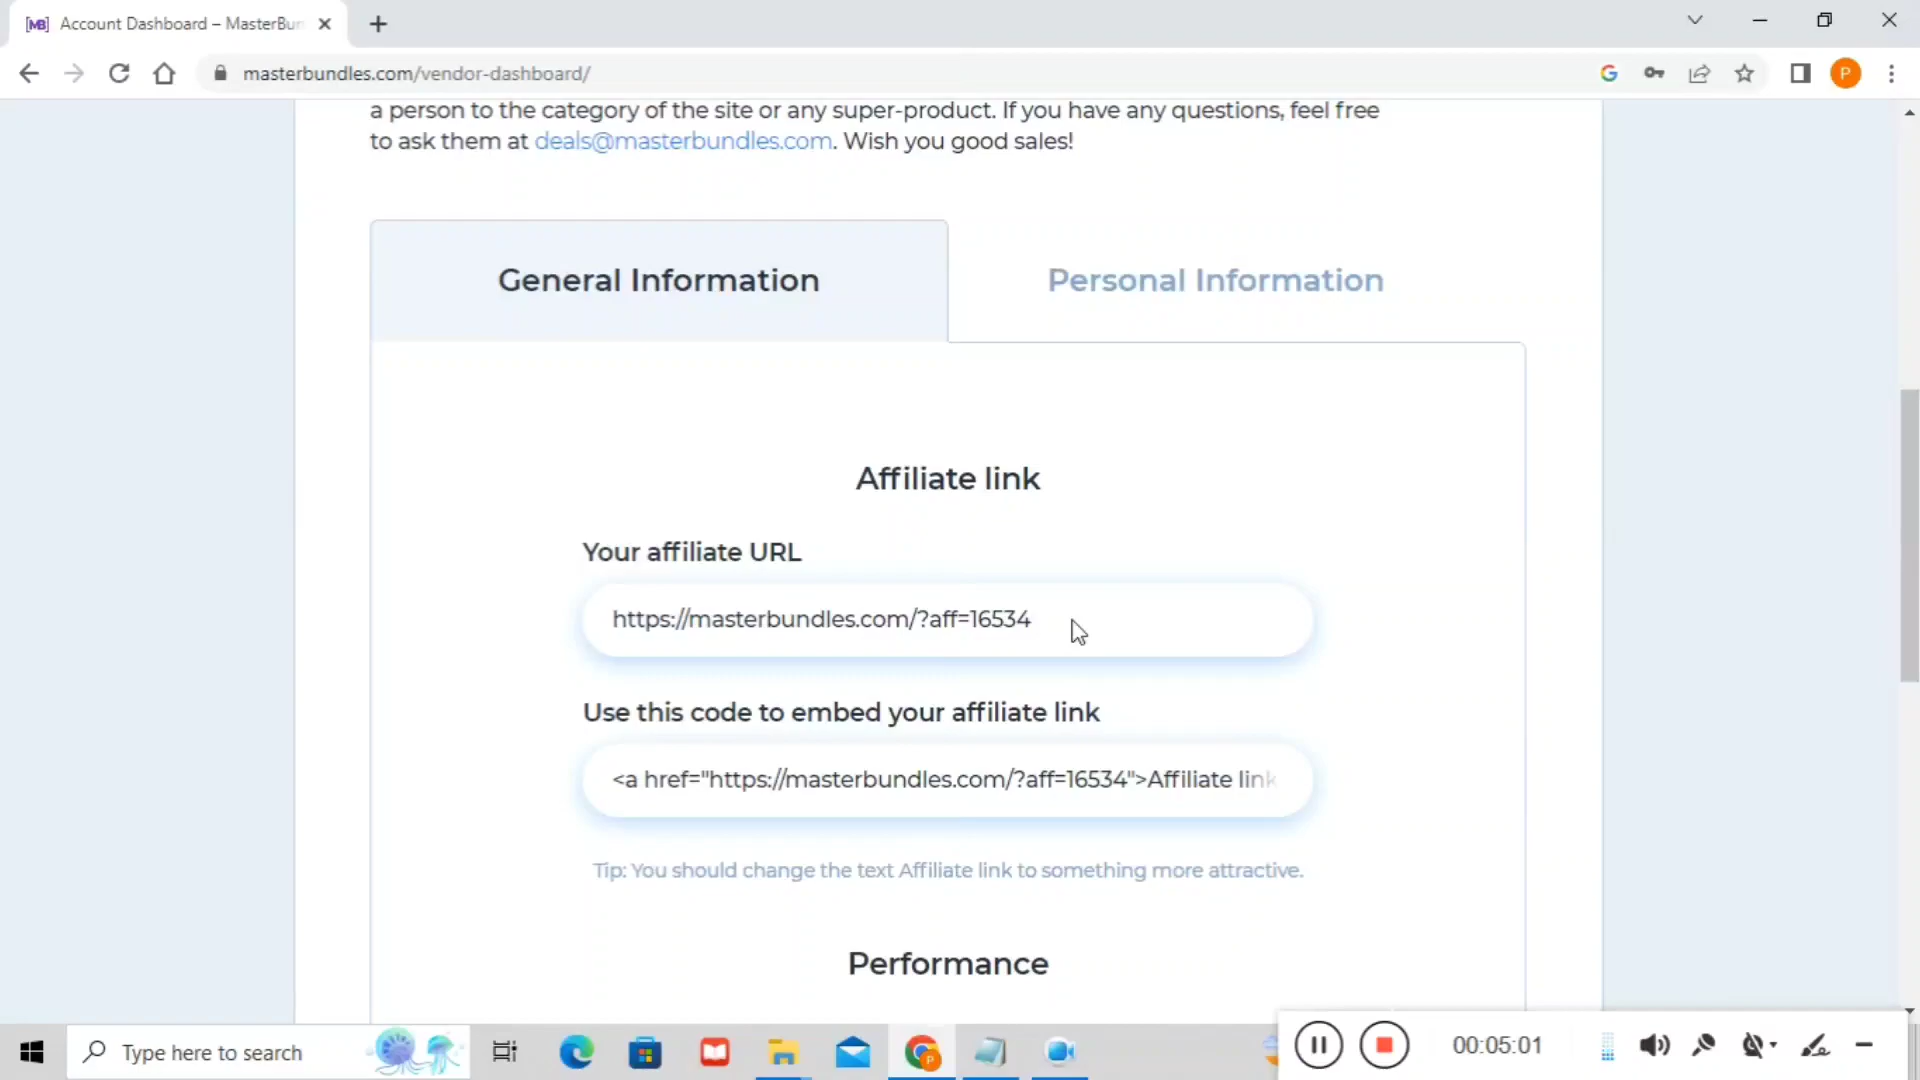 Account Dashboard – MasterBun
masterbundles.com/vendor-dashboard/
P
a person to the category of the site or any super-product. If you have any questions, feel free
to ask them at deals@masterbundles.com. Wish you good sales!
General Information
Personal Information
Affiliate link
Your affiliate URL
https://masterbundles.com/?aff=16534
Use this code to embed your affiliate link
<a href="https://masterbundles.com/?aff=16534">Affiliate link
Tip: You should change the text Affiliate link to something more attractive.
Performance
Type here to search
00:05:01